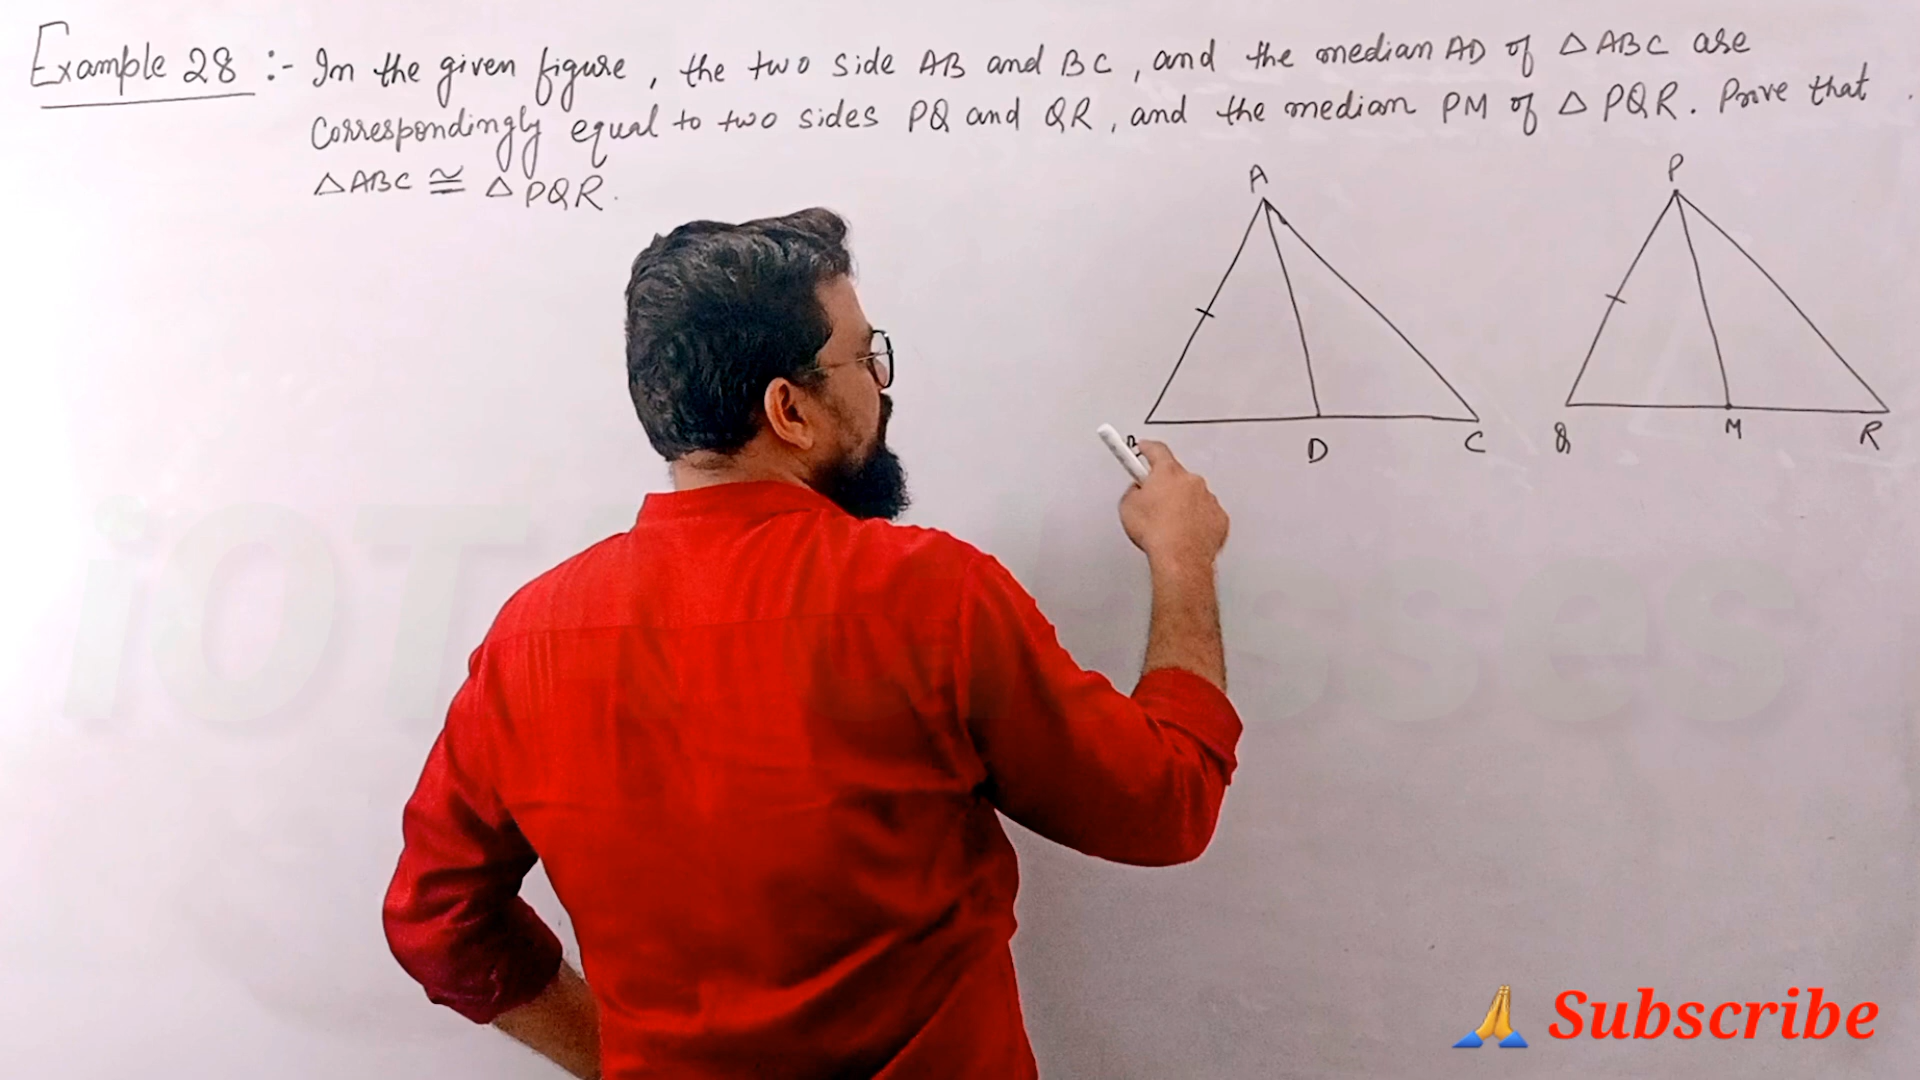 Example 28 :- In the given figure, the two side AB and BC, and the median AD of △ABC are
correspondingly equal to two sides PQ and QR, and the median PM of △PQR. Prove that
△ABC ≅ △PQR.
A
P
B
D
C
Q
M
R
🙏 Subscribe